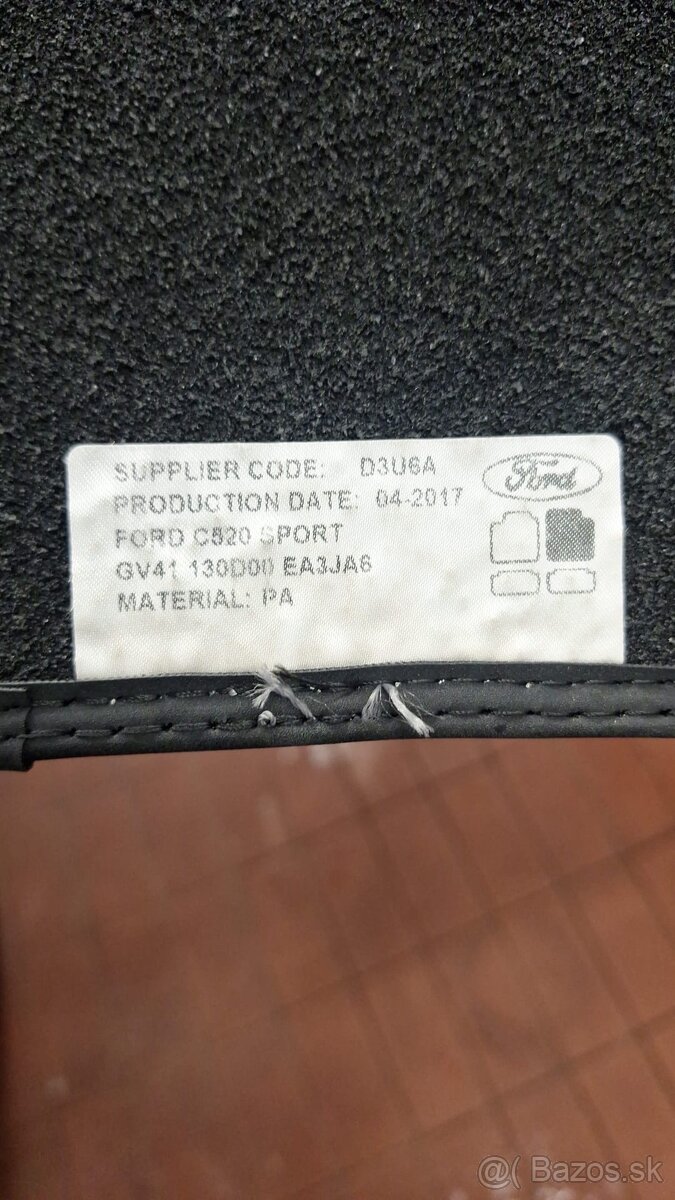 SUPPLIER CODE: D3U6A
Ford
PRODUCTION DATE: 04-2017
FORD C520 SPORT
GV41 130D00 EA3JA6
MATERIAL: PA
@( Bazos.sk